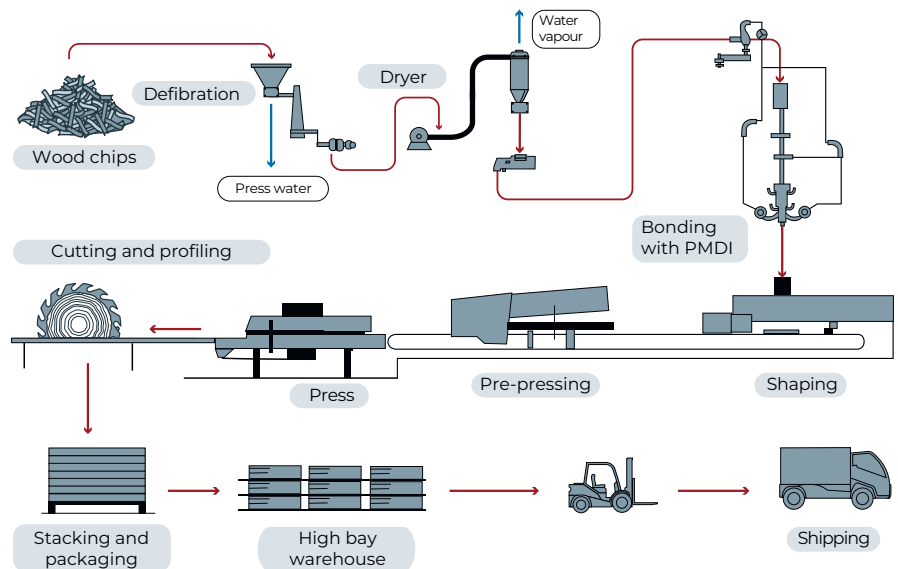 Water
vapour
Dryer
Defibration
Wood chips
Press water
Bonding
with PMDI
Cutting and profiling
Press
Pre-pressing
Shaping
Stacking and
packaging
High bay
warehouse
Shipping